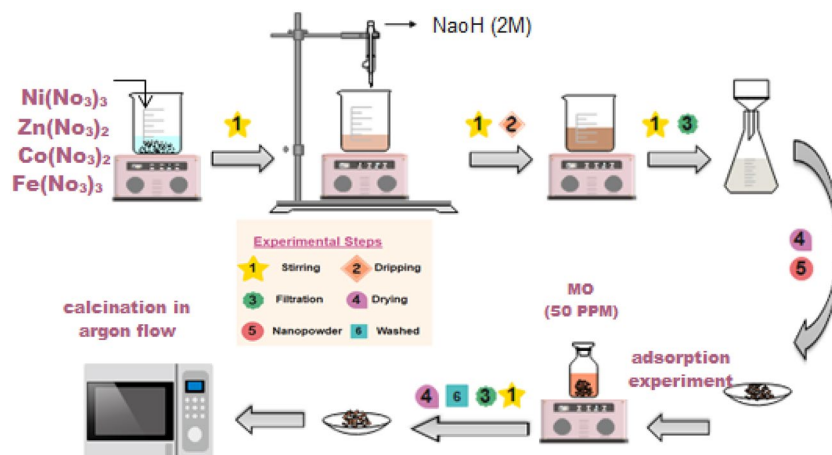 NaoH (2M)
Ni(No₃)₃
Zn(No₃)₂
Co(No₃)₂
Fe(No₃)₃
1
1 2
1 3
4
5
Experimental Steps
1 Stirring 2 Dripping
3 Filtration 4 Drying
5 Nanopowder 6 Washed
calcination in
argon flow
MO
(50 PPM)
adsorption
experiment
4 6 3 1